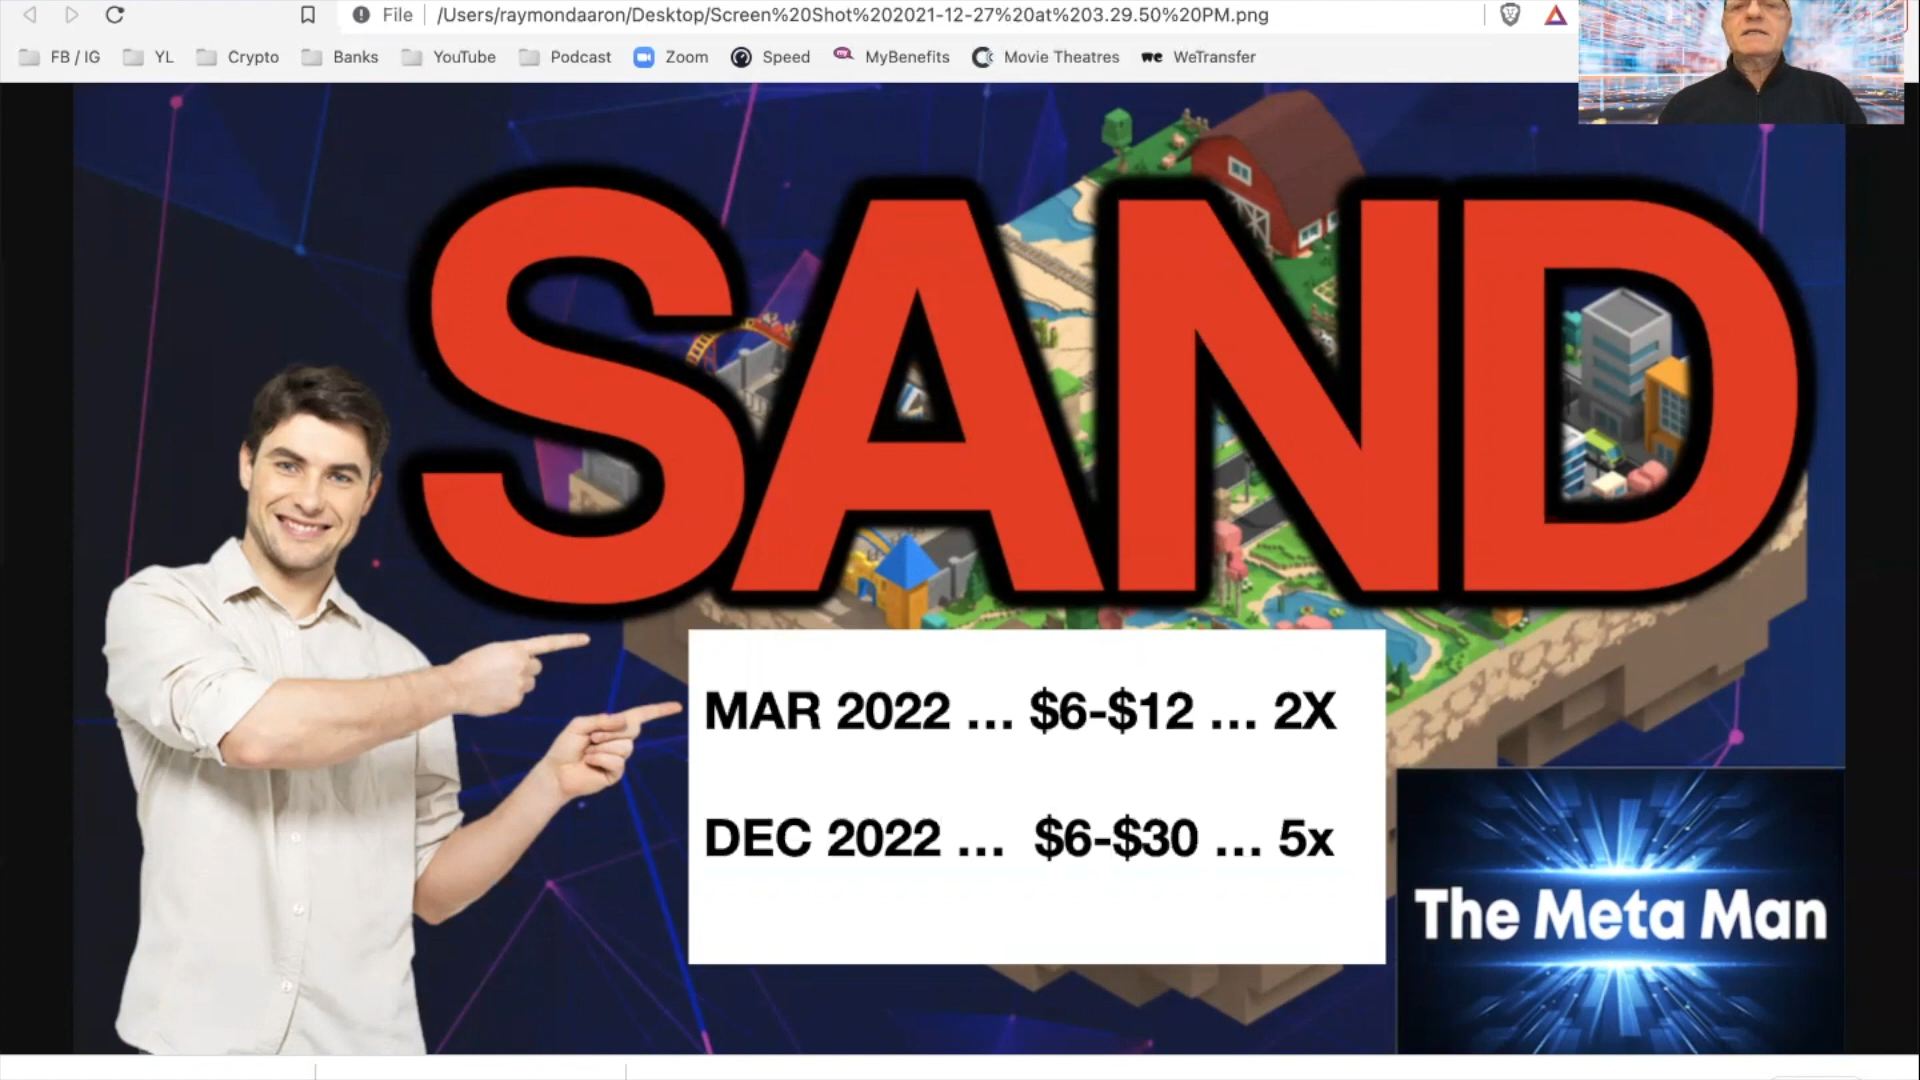 File
/Users/raymondaaron/Desktop/Screen%20Shot%202021-12-27%20at%203.29.50%20PM.png
FB / IG
YL
Crypto
Banks
YouTube
Podcast
Zoom
Speed
my
MyBenefits
Movie Theatres
we
WeTransfer
SAND
MAR 2022 ... $6-$12 ... 2X
DEC 2022 ... $6-$30 ... 5x
The Meta Man